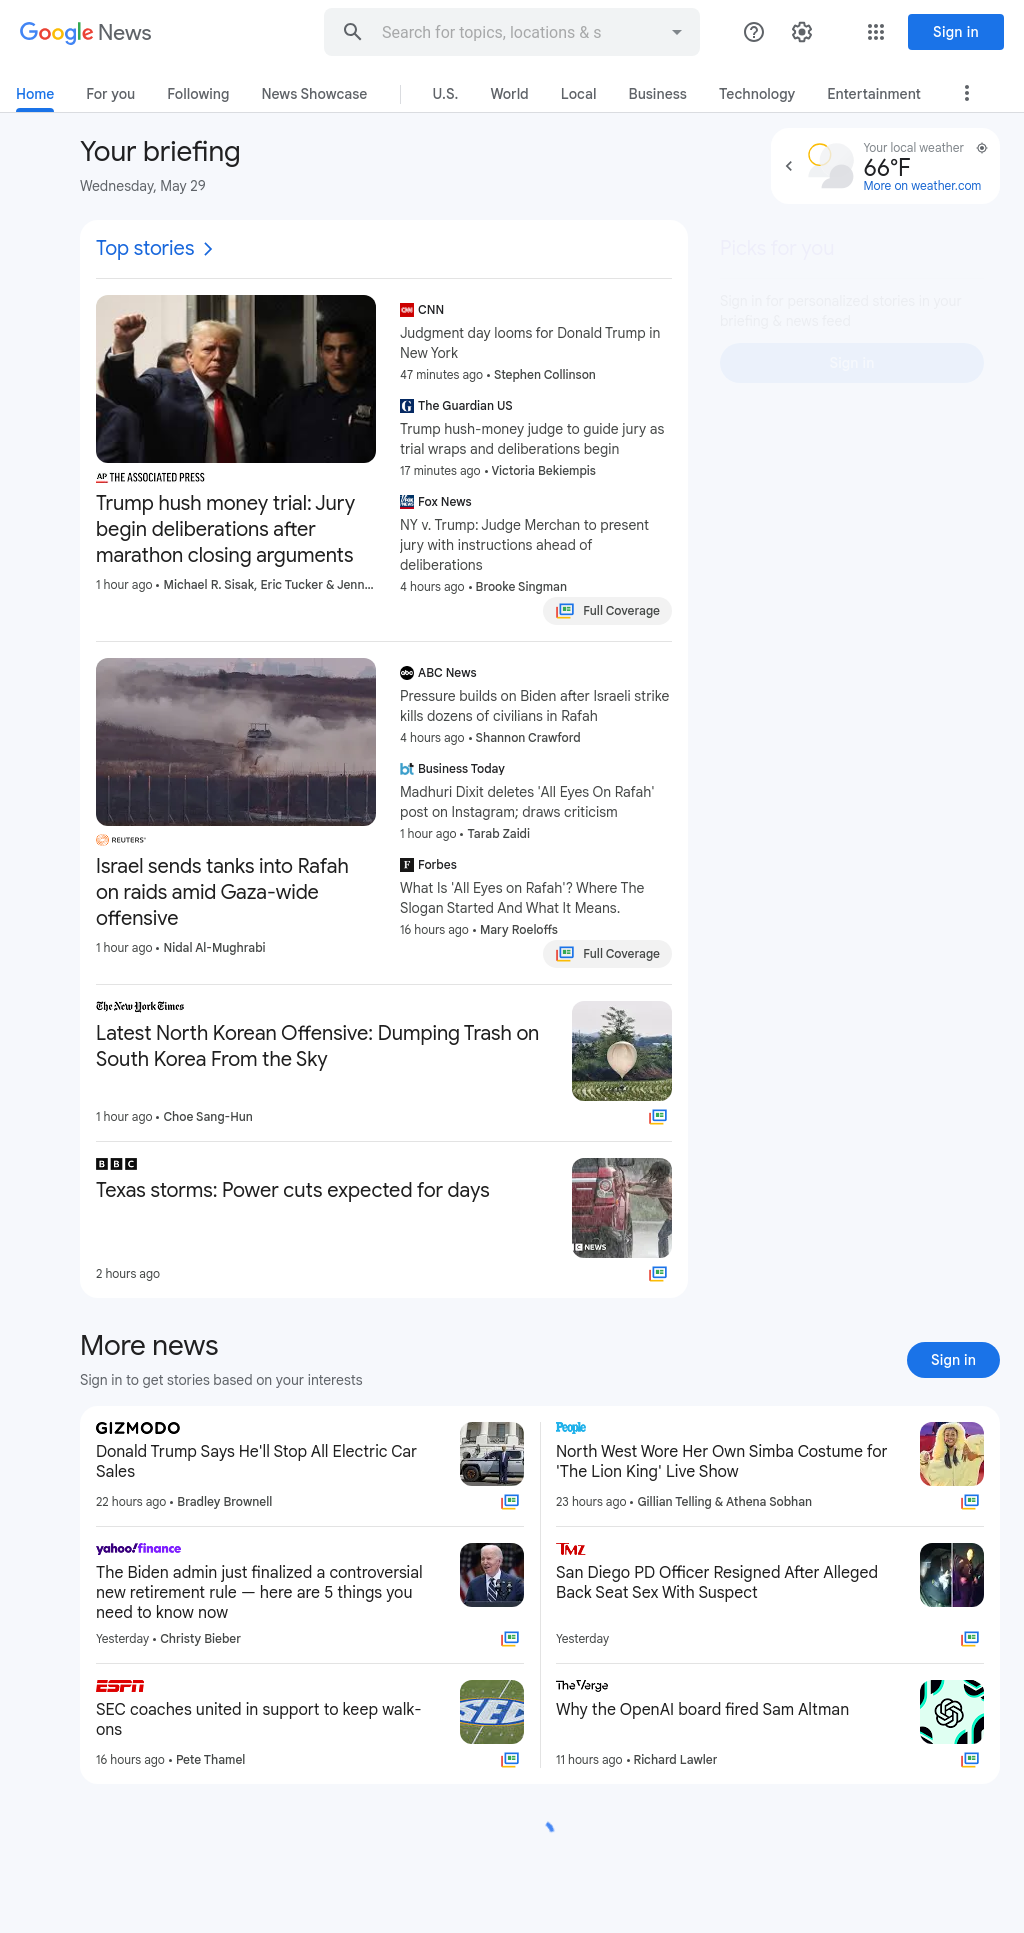 Google News
Search for topics, locations & s
Sign in
Home
For you
Following
News Showcase
U.S.
World
Local
Business
Technology
Entertainment
Your briefing
Wednesday, May 29
Your local weather
66°F
More on weather.com
Top stories
Picks for you
Sign in for personalized stories in your
briefing & news feed
Sign in
AP THE ASSOCIATED PRESS
Trump hush money trial: Jury
begin deliberations after
marathon closing arguments
1 hour ago • Michael R. Sisak, Eric Tucker & Jenn...
CNN
CNN
Judgment day looms for Donald Trump in
New York
47 minutes ago • Stephen Collinson
The Guardian US
Trump hush-money judge to guide jury as
trial wraps and deliberations begin
17 minutes ago • Victoria Bekiempis
Fox News
NY v. Trump: Judge Merchan to present
jury with instructions ahead of
deliberations
4 hours ago • Brooke Singman
Full Coverage
REUTERS
Israel sends tanks into Rafah
on raids amid Gaza-wide
offensive
1 hour ago • Nidal Al-Mughrabi
abc
ABC News
Pressure builds on Biden after Israeli strike
kills dozens of civilians in Rafah
4 hours ago • Shannon Crawford
bt
Business Today
Madhuri Dixit deletes 'All Eyes On Rafah'
post on Instagram; draws criticism
1 hour ago • Tarab Zaidi
F
Forbes
What Is 'All Eyes on Rafah'? Where The
Slogan Started And What It Means.
16 hours ago • Mary Roeloffs
Full Coverage
The New York Times
Latest North Korean Offensive: Dumping Trash on
South Korea From the Sky
1 hour ago • Choe Sang-Hun
BBC
Texas storms: Power cuts expected for days
C NEWS
2 hours ago
More news
Sign in to get stories based on your interests
Sign in
GIZMODO
Donald Trump Says He'll Stop All Electric Car
Sales
22 hours ago • Bradley Brownell
People
North West Wore Her Own Simba Costume for
'The Lion King' Live Show
23 hours ago • Gillian Telling & Athena Sobhan
yahoo!finance
The Biden admin just finalized a controversial
new retirement rule — here are 5 things you
need to know now
Yesterday • Christy Bieber
TMZ
San Diego PD Officer Resigned After Alleged
Back Seat Sex With Suspect
Yesterday
ESPN
SEC coaches united in support to keep walk-
ons
SEC
16 hours ago • Pete Thamel
The Verge
Why the OpenAI board fired Sam Altman
11 hours ago • Richard Lawler